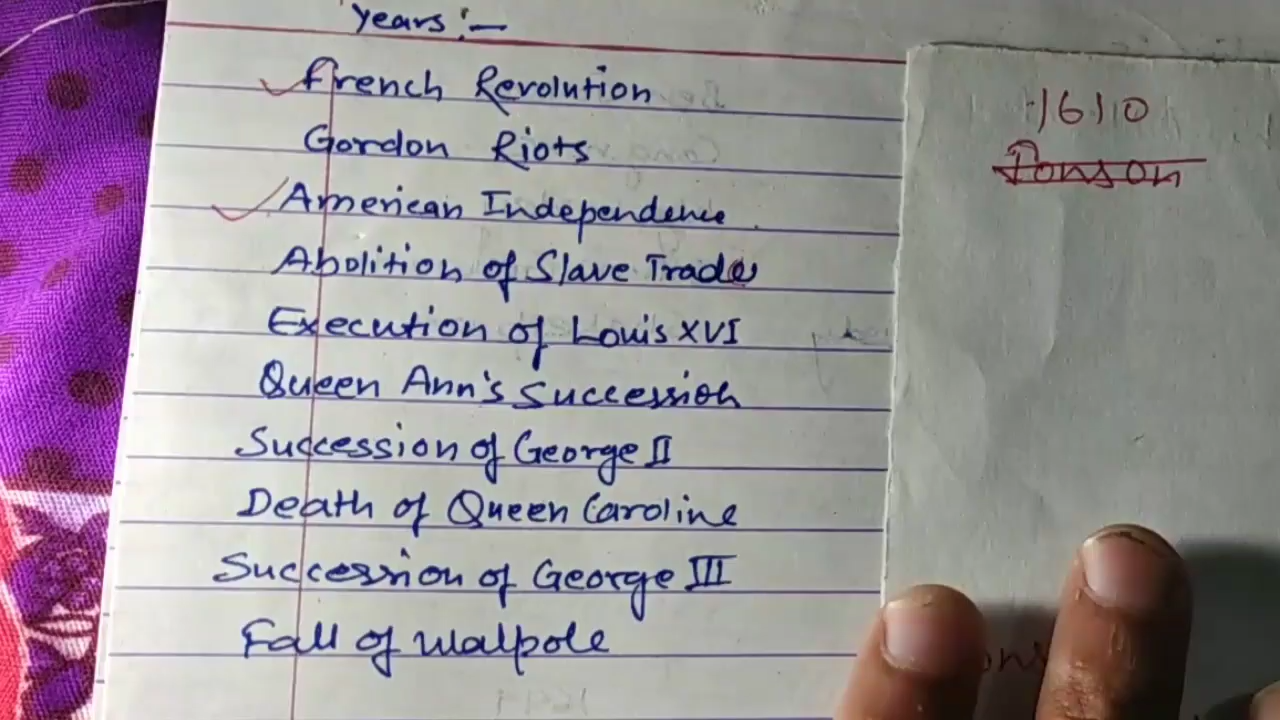 Years :-
French Revolution
Gordon Riots
American Independence
Abolition of Slave Trade
Execution of Louis XVI
Queen Ann's Succession
Succession of George II
Death of Queen Caroline
Succession of George III
Fall of Walpole
1610